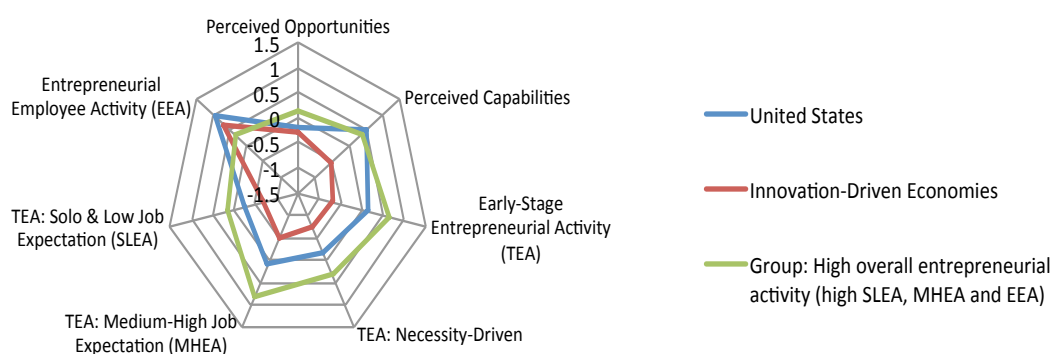 Perceived Opportunities
1.5
1
0.5
0
-0.5
-1
-1.5
Perceived Capabilities
Early-Stage
Entrepreneurial Activity
(TEA)
TEA: Necessity-Driven
TEA: Medium-High Job
Expectation (MHEA)
TEA: Solo & Low Job
Expectation (SLEA)
Entrepreneurial
Employee Activity (EEA)
United States
Innovation-Driven Economies
Group: High overall entrepreneurial
activity (high SLEA, MHEA and EEA)